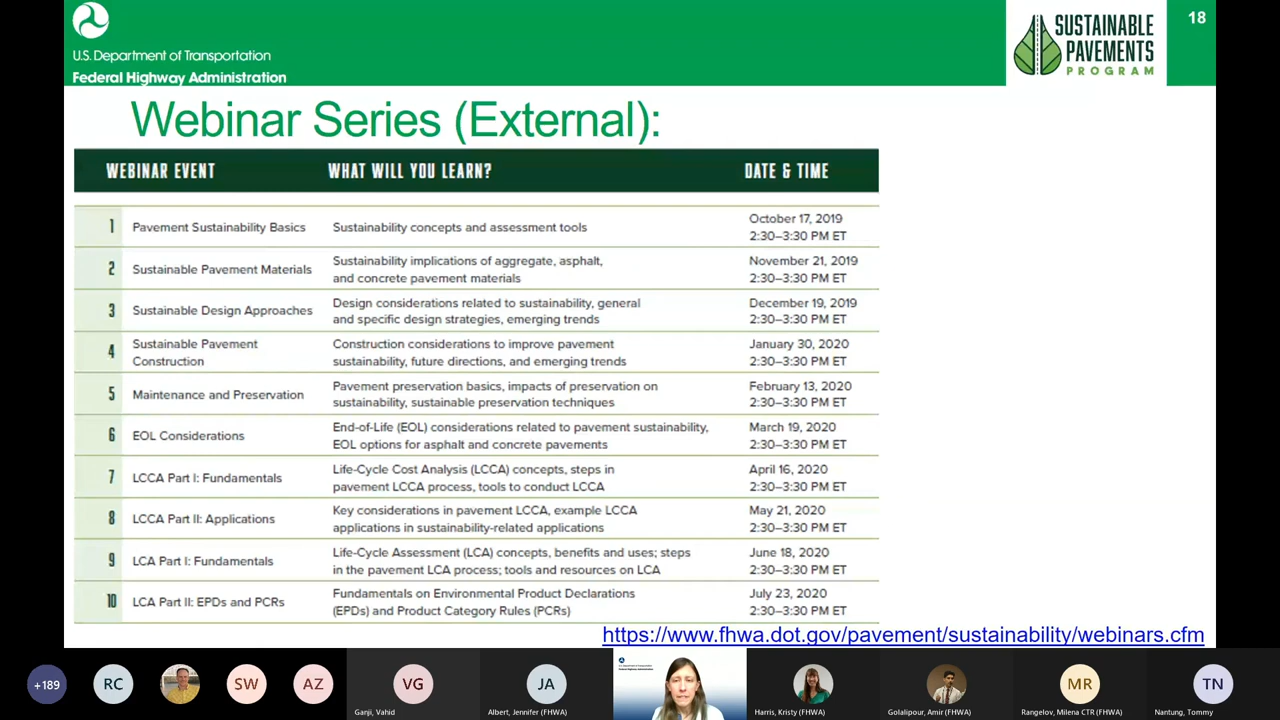 U.S. Department of Transportation
Federal Highway Administration
SUSTAINABLE
PAVEMENTS
PROGRAM
18
Webinar Series (External):
WEBINAR EVENT WHAT WILL YOU LEARN? DATE & TIME
1 Pavement Sustainability Basics Sustainability concepts and assessment tools October 17, 2019
2:30–3:30 PM ET
2 Sustainable Pavement Materials Sustainability implications of aggregate, asphalt, November 21, 2019
and concrete pavement materials 2:30–3:30 PM ET
3 Sustainable Design Approaches Design considerations related to sustainability, general December 19, 2019
and specific design strategies, emerging trends 2:30–3:30 PM ET
4 Sustainable Pavement Construction considerations to improve pavement January 30, 2020
Construction sustainability, future directions, and emerging trends 2:30–3:30 PM ET
5 Maintenance and Preservation Pavement preservation basics, impacts of preservation on February 13, 2020
sustainability, sustainable preservation techniques 2:30–3:30 PM ET
6 EOL Considerations End-of-Life (EOL) considerations related to pavement sustainability, March 19, 2020
EOL options for asphalt and concrete pavements 2:30–3:30 PM ET
7 LCCA Part I: Fundamentals Life-Cycle Cost Analysis (LCCA) concepts, steps in April 16, 2020
pavement LCCA process, tools to conduct LCCA 2:30–3:30 PM ET
8 LCCA Part II: Applications Key considerations in pavement LCCA, example LCCA May 21, 2020
applications in sustainability-related applications 2:30–3:30 PM ET
9 LCA Part I: Fundamentals Life-Cycle Assessment (LCA) concepts, benefits and uses; steps June 18, 2020
in the pavement LCA process; tools and resources on LCA 2:30–3:30 PM ET
10 LCA Part II: EPDs and PCRs Fundamentals on Environmental Product Declarations July 23, 2020
(EPDs) and Product Category Rules (PCRs) 2:30–3:30 PM ET
https://www.fhwa.dot.gov/pavement/sustainability/webinars.cfm
+189 RC SW AZ VG JA MR TN
Ganji, Vahid Albert, Jennifer (FHWA) Harris, Kristy (FHWA) Golalipour, Amir (FHWA) Rangelov, Milena CTR (FHWA) Nantung, Tommy